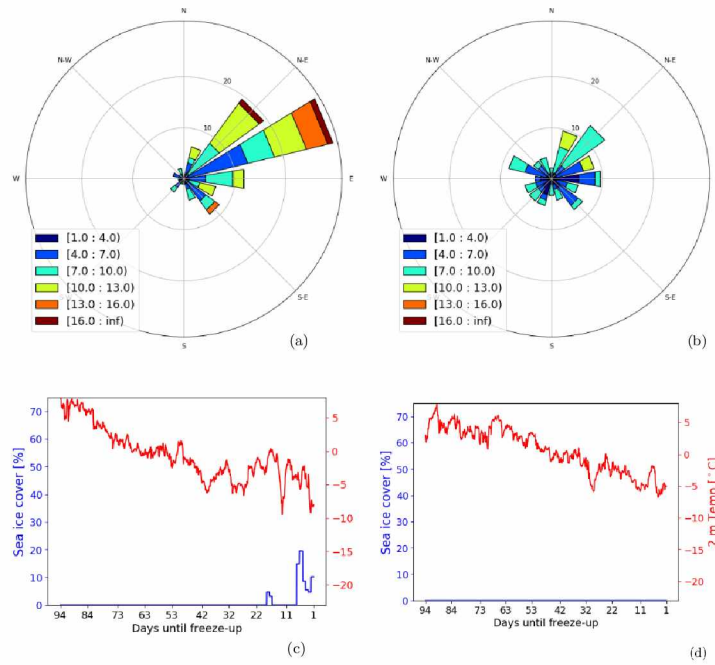 N
N
N-W
N-E
N-W
N-E
20
20
10
10
W
E
W
E
[1.0 : 4.0)
[4.0 : 7.0)
[7.0 : 10.0)
[10.0 : 13.0)
[13.0 : 16.0)
[16.0 : inf)
S-E
S
(a)
[1.0 : 4.0)
[4.0 : 7.0)
[7.0 : 10.0)
[10.0 : 13.0)
[13.0 : 16.0)
[16.0 : inf)
S-E
S
(b)
Sea ice cover [%]
70
60
50
40
30
20
10
0
5
0
−5
−10
−15
−20
94 84 73 63 53 42 32 22 11 1
Days until freeze-up
(c)
Sea ice cover [%]
70
60
50
40
30
20
10
0
5
0
−5
−10
−15
−20
2 m Temp [°C]
94 84 73 63 53 42 32 22 11 1
Days until freeze-up
(d)